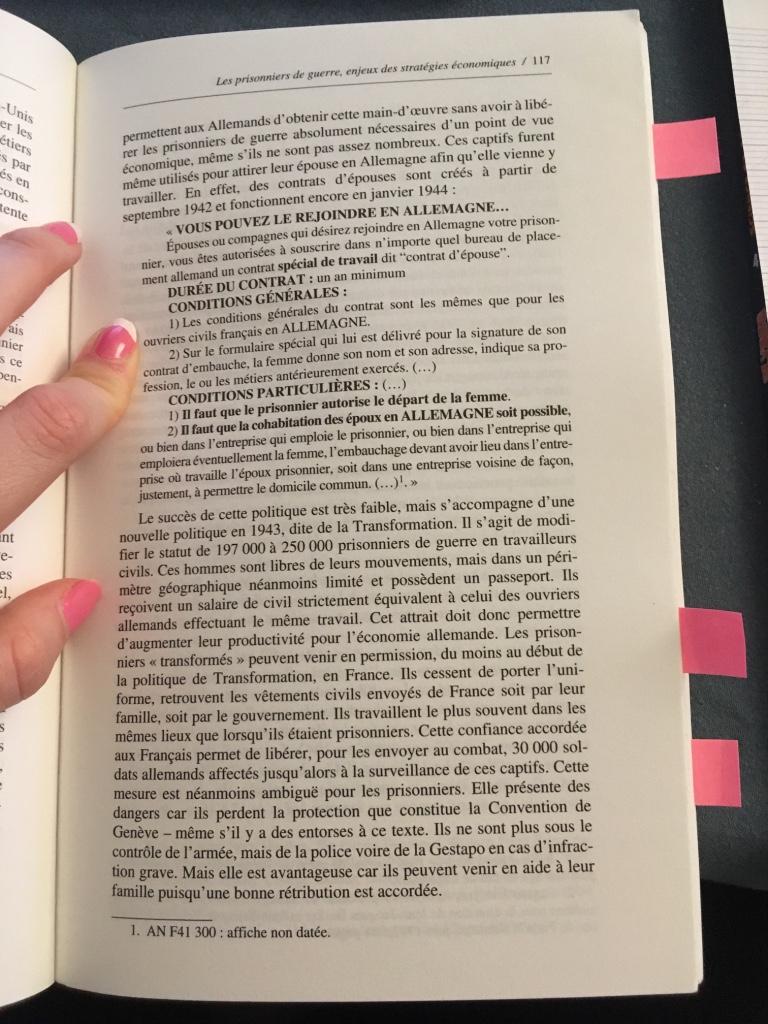 Les prisonniers de guerre, enjeux des stratégies économiques / 117
permettent aux Allemands d'obtenir cette main-d'œuvre sans avoir à libé-
rer les prisonniers de guerre absolument nécessaires d'un point de vue
économique, même s'ils ne sont pas assez nombreux. Ces captifs furent
même utilisés pour attirer leur épouse en Allemagne afin qu'elle vienne y
travailler. En effet, des contrats d'épouses sont créés à partir de
septembre 1942 et fonctionnent encore en janvier 1944 :
« VOUS POUVEZ LE REJOINDRE EN ALLEMAGNE...
Épouses ou compagnes qui désirez rejoindre en Allemagne votre prison-
nier, vous êtes autorisées à souscrire dans n'importe quel bureau de place-
ment allemand un contrat spécial de travail dit "contrat d'épouse".
DURÉE DU CONTRAT : un an minimum
CONDITIONS GÉNÉRALES :
1) Les conditions générales du contrat sont les mêmes que pour les
ouvriers civils français en ALLEMAGNE.
2) Sur le formulaire spécial qui lui est délivré pour la signature de son
contrat d'embauche, la femme donne son nom et son adresse, indique sa pro-
fession, le ou les métiers antérieurement exercés. (...)
CONDITIONS PARTICULIÈRES : (...)
1) Il faut que le prisonnier autorise le départ de la femme.
2) Il faut que la cohabitation des époux en ALLEMAGNE soit possible,
ou bien dans l'entreprise qui emploie le prisonnier, ou bien dans l'entreprise qui
emploiera éventuellement la femme, l'embauchage devant avoir lieu dans l'entre-
prise où travaille l'époux prisonnier, soit dans une entreprise voisine de façon,
justement, à permettre le domicile commun. (...)¹. »
Le succès de cette politique est très faible, mais s'accompagne d'une
nouvelle politique en 1943, dite de la Transformation. Il s'agit de modi-
fier le statut de 197 000 à 250 000 prisonniers de guerre en travailleurs
civils. Ces hommes sont libres de leurs mouvements, mais dans un péri-
mètre géographique néanmoins limité et possèdent un passeport. Ils
reçoivent un salaire de civil strictement équivalent à celui des ouvriers
allemands effectuant le même travail. Cet attrait doit donc permettre
d'augmenter leur productivité pour l'économie allemande. Les prison-
niers « transformés » peuvent venir en permission, du moins au début de
la politique de Transformation, en France. Ils cessent de porter l'uni-
forme, retrouvent les vêtements civils envoyés de France soit par leur
famille, soit par le gouvernement. Ils travaillent le plus souvent dans les
mêmes lieux que lorsqu'ils étaient prisonniers. Cette confiance accordée
aux Français permet de libérer, pour les envoyer au combat, 30 000 sol-
dats allemands affectés jusqu'alors à la surveillance de ces captifs. Cette
mesure est néanmoins ambiguë pour les prisonniers. Elle présente des
dangers car ils perdent la protection que constitue la Convention de
Genève – même s'il y a des entorses à ce texte. Ils ne sont plus sous le
contrôle de l'armée, mais de la police voire de la Gestapo en cas d'infrac-
tion grave. Mais elle est avantageuse car ils peuvent venir en aide à leur
famille puisqu'une bonne rétribution est accordée.
1. AN F41 300 : affiche non datée.